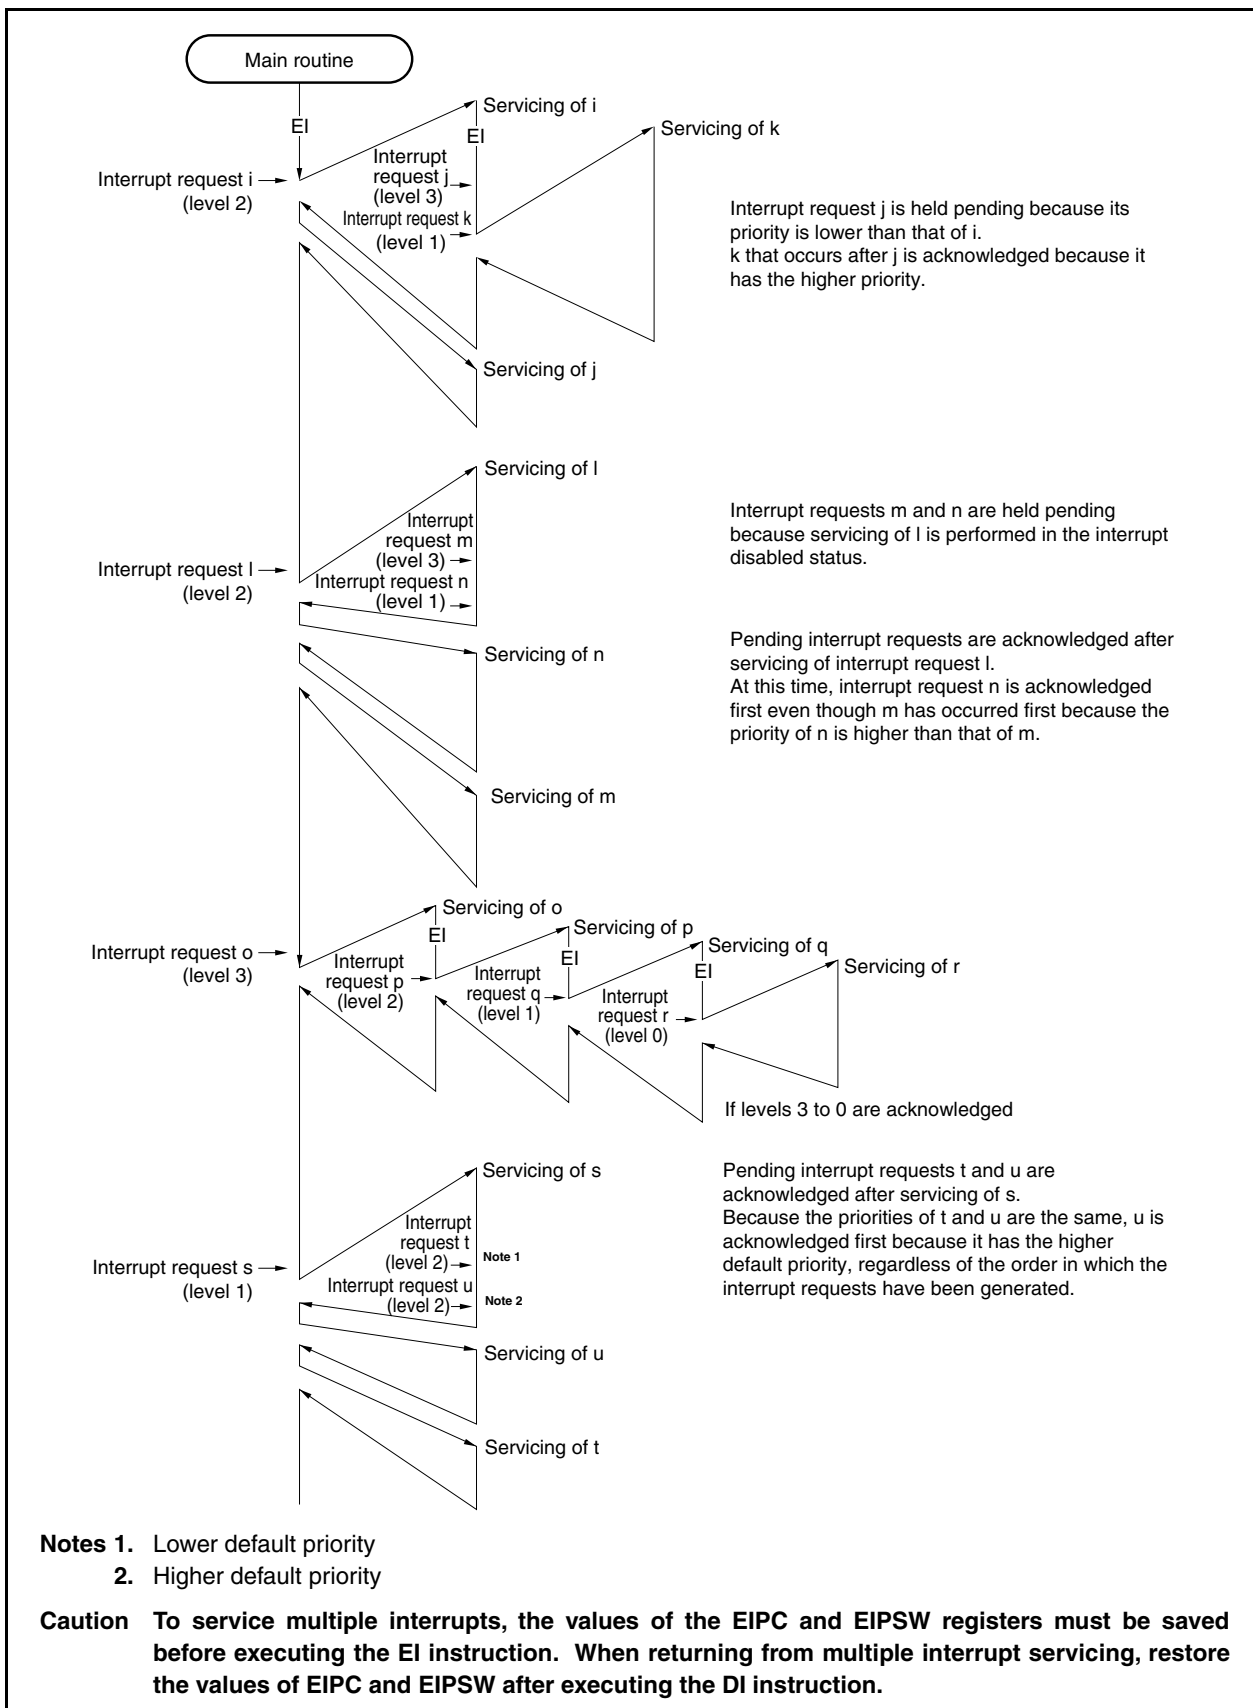 Main routine
EI
Servicing of i
EI
Servicing of k
Interrupt
request j
(level 3)
Interrupt request i
(level 2)
Interrupt request k
(level 1)
Interrupt request j is held pending because its
priority is lower than that of i.
k that occurs after j is acknowledged because it
has the higher priority.
Servicing of j
Servicing of l
Interrupt
request m
(level 3)
Interrupt request l
(level 2)
Interrupt request n
(level 1)
Interrupt requests m and n are held pending
because servicing of l is performed in the interrupt
disabled status.
Servicing of n
Pending interrupt requests are acknowledged after
servicing of interrupt request l.
At this time, interrupt request n is acknowledged
first even though m has occurred first because the
priority of n is higher than that of m.
Servicing of m
Servicing of o
EI
Servicing of p
EI
Servicing of q
EI
Servicing of r
Interrupt request o
(level 3)
Interrupt
request p
(level 2)
Interrupt
request q
(level 1)
Interrupt
request r
(level 0)
If levels 3 to 0 are acknowledged
Servicing of s
Interrupt
request t
(level 2)
Note 1
Interrupt request s
(level 1)
Interrupt request u
(level 2)
Note 2
Pending interrupt requests t and u are
acknowledged after servicing of s.
Because the priorities of t and u are the same, u is
acknowledged first because it has the higher
default priority, regardless of the order in which the
interrupt requests have been generated.
Servicing of u
Servicing of t
Notes 1. Lower default priority
2. Higher default priority
Caution To service multiple interrupts, the values of the EIPC and EIPSW registers must be saved
before executing the EI instruction. When returning from multiple interrupt servicing, restore
the values of EIPC and EIPSW after executing the DI instruction.